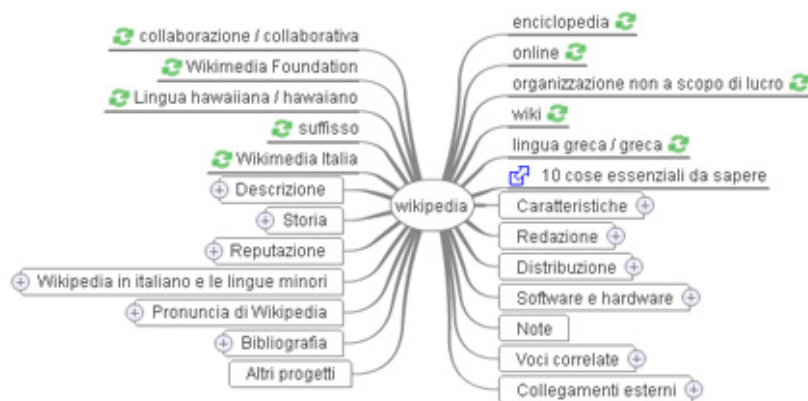 collaborazione / collaborativa
Wikimedia Foundation
Lingua hawaiiana / hawaiano
suffisso
Wikimedia Italia
Descrizione
Storia
Reputazione
Wikipedia in italiano e le lingue minori
Pronuncia di Wikipedia
Bibliografia
Altri progetti
wikipedia
enciclopedia
online
organizzazione non a scopo di lucro
wiki
lingua greca / greca
10 cose essenziali da sapere
Caratteristiche
Redazione
Distribuzione
Software e hardware
Note
Voci correlate
Collegamenti esterni